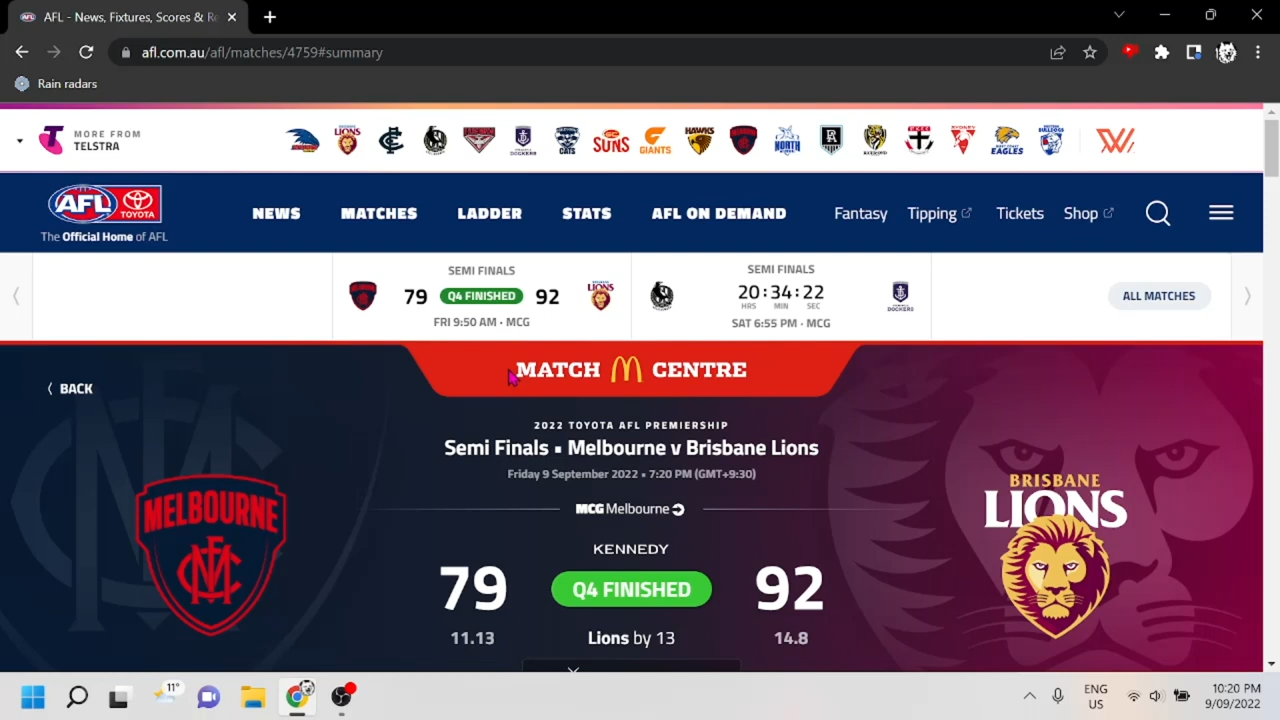 AFL - News, Fixtures, Scores & Re
afl.com.au/afl/matches/4759#summary
Rain radars
MORE FROM
TELSTRA
LIONS
CATS
SUNS
GIANTS
HAWKS
NORTH
EAGLES
AFL
TOYOTA
The Official Home of AFL
NEWS
MATCHES
LADDER
STATS
AFL ON DEMAND
Fantasy
Tipping
Tickets
Shop
SEMI FINALS
79 Q4 FINISHED 92
LIONS
FRI 9:50 AM · MCG
SEMI FINALS
20:34:22
HRS MIN SEC
DOCKERS
SAT 6:55 PM · MCG
ALL MATCHES
MATCH CENTRE
BACK
2022 TOYOTA AFL PREMIERSHIP
Semi Finals ▪ Melbourne v Brisbane Lions
Friday 9 September 2022 • 7:20 PM (GMT+9:30)
MCG Melbourne
MELBOURNE
BRISBANE
LIONS
KENNEDY
79 Q4 FINISHED 92
11.13 Lions by 13 14.8
11°
ENG
US
10:20 PM
9/09/2022